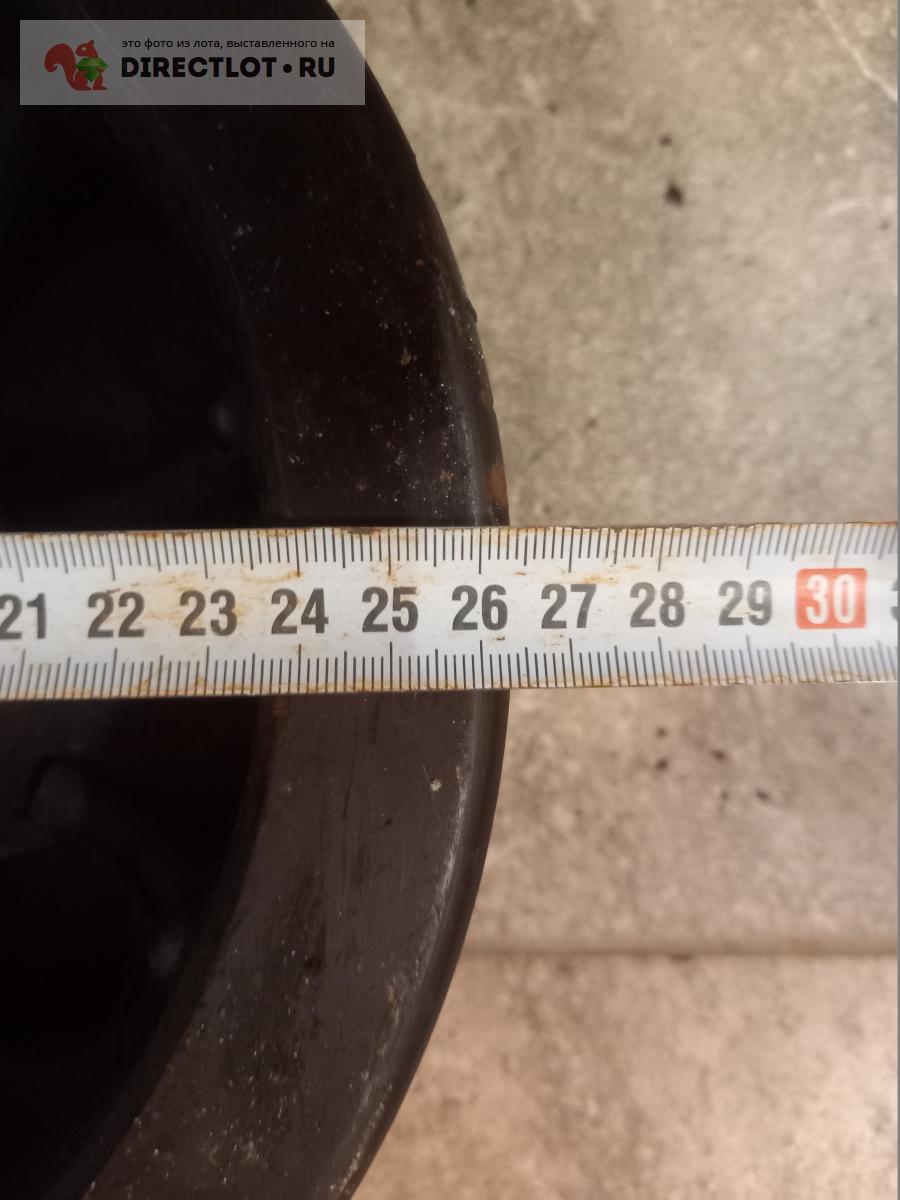 это фото из лота, выставленного на
DIRECTLOT•RU
21 22 23 24 25 26 27 28 29 30